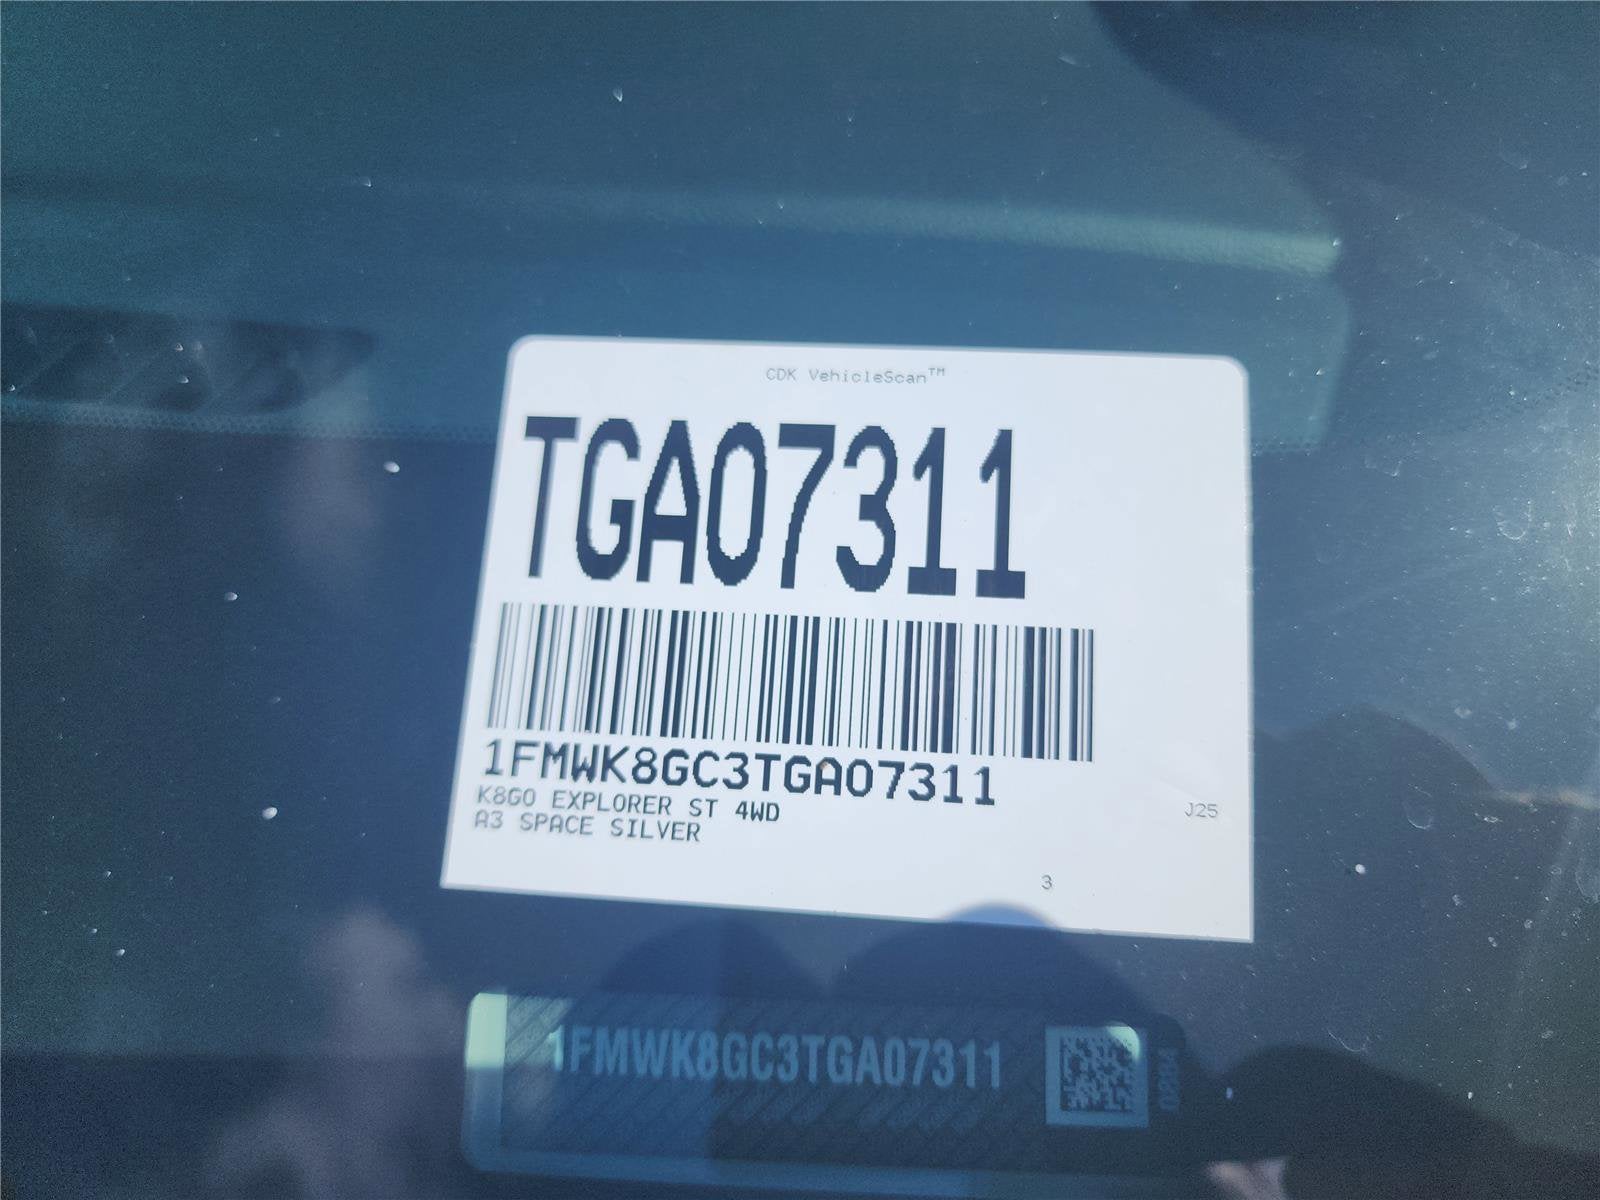 CDK VehicleScan™
TGA07311
1FMWK8GC3TGA07311
K8G0 EXPLORER ST 4WD
A3 SPACE SILVER
J25
3
1FMWK8GC3TGA07311